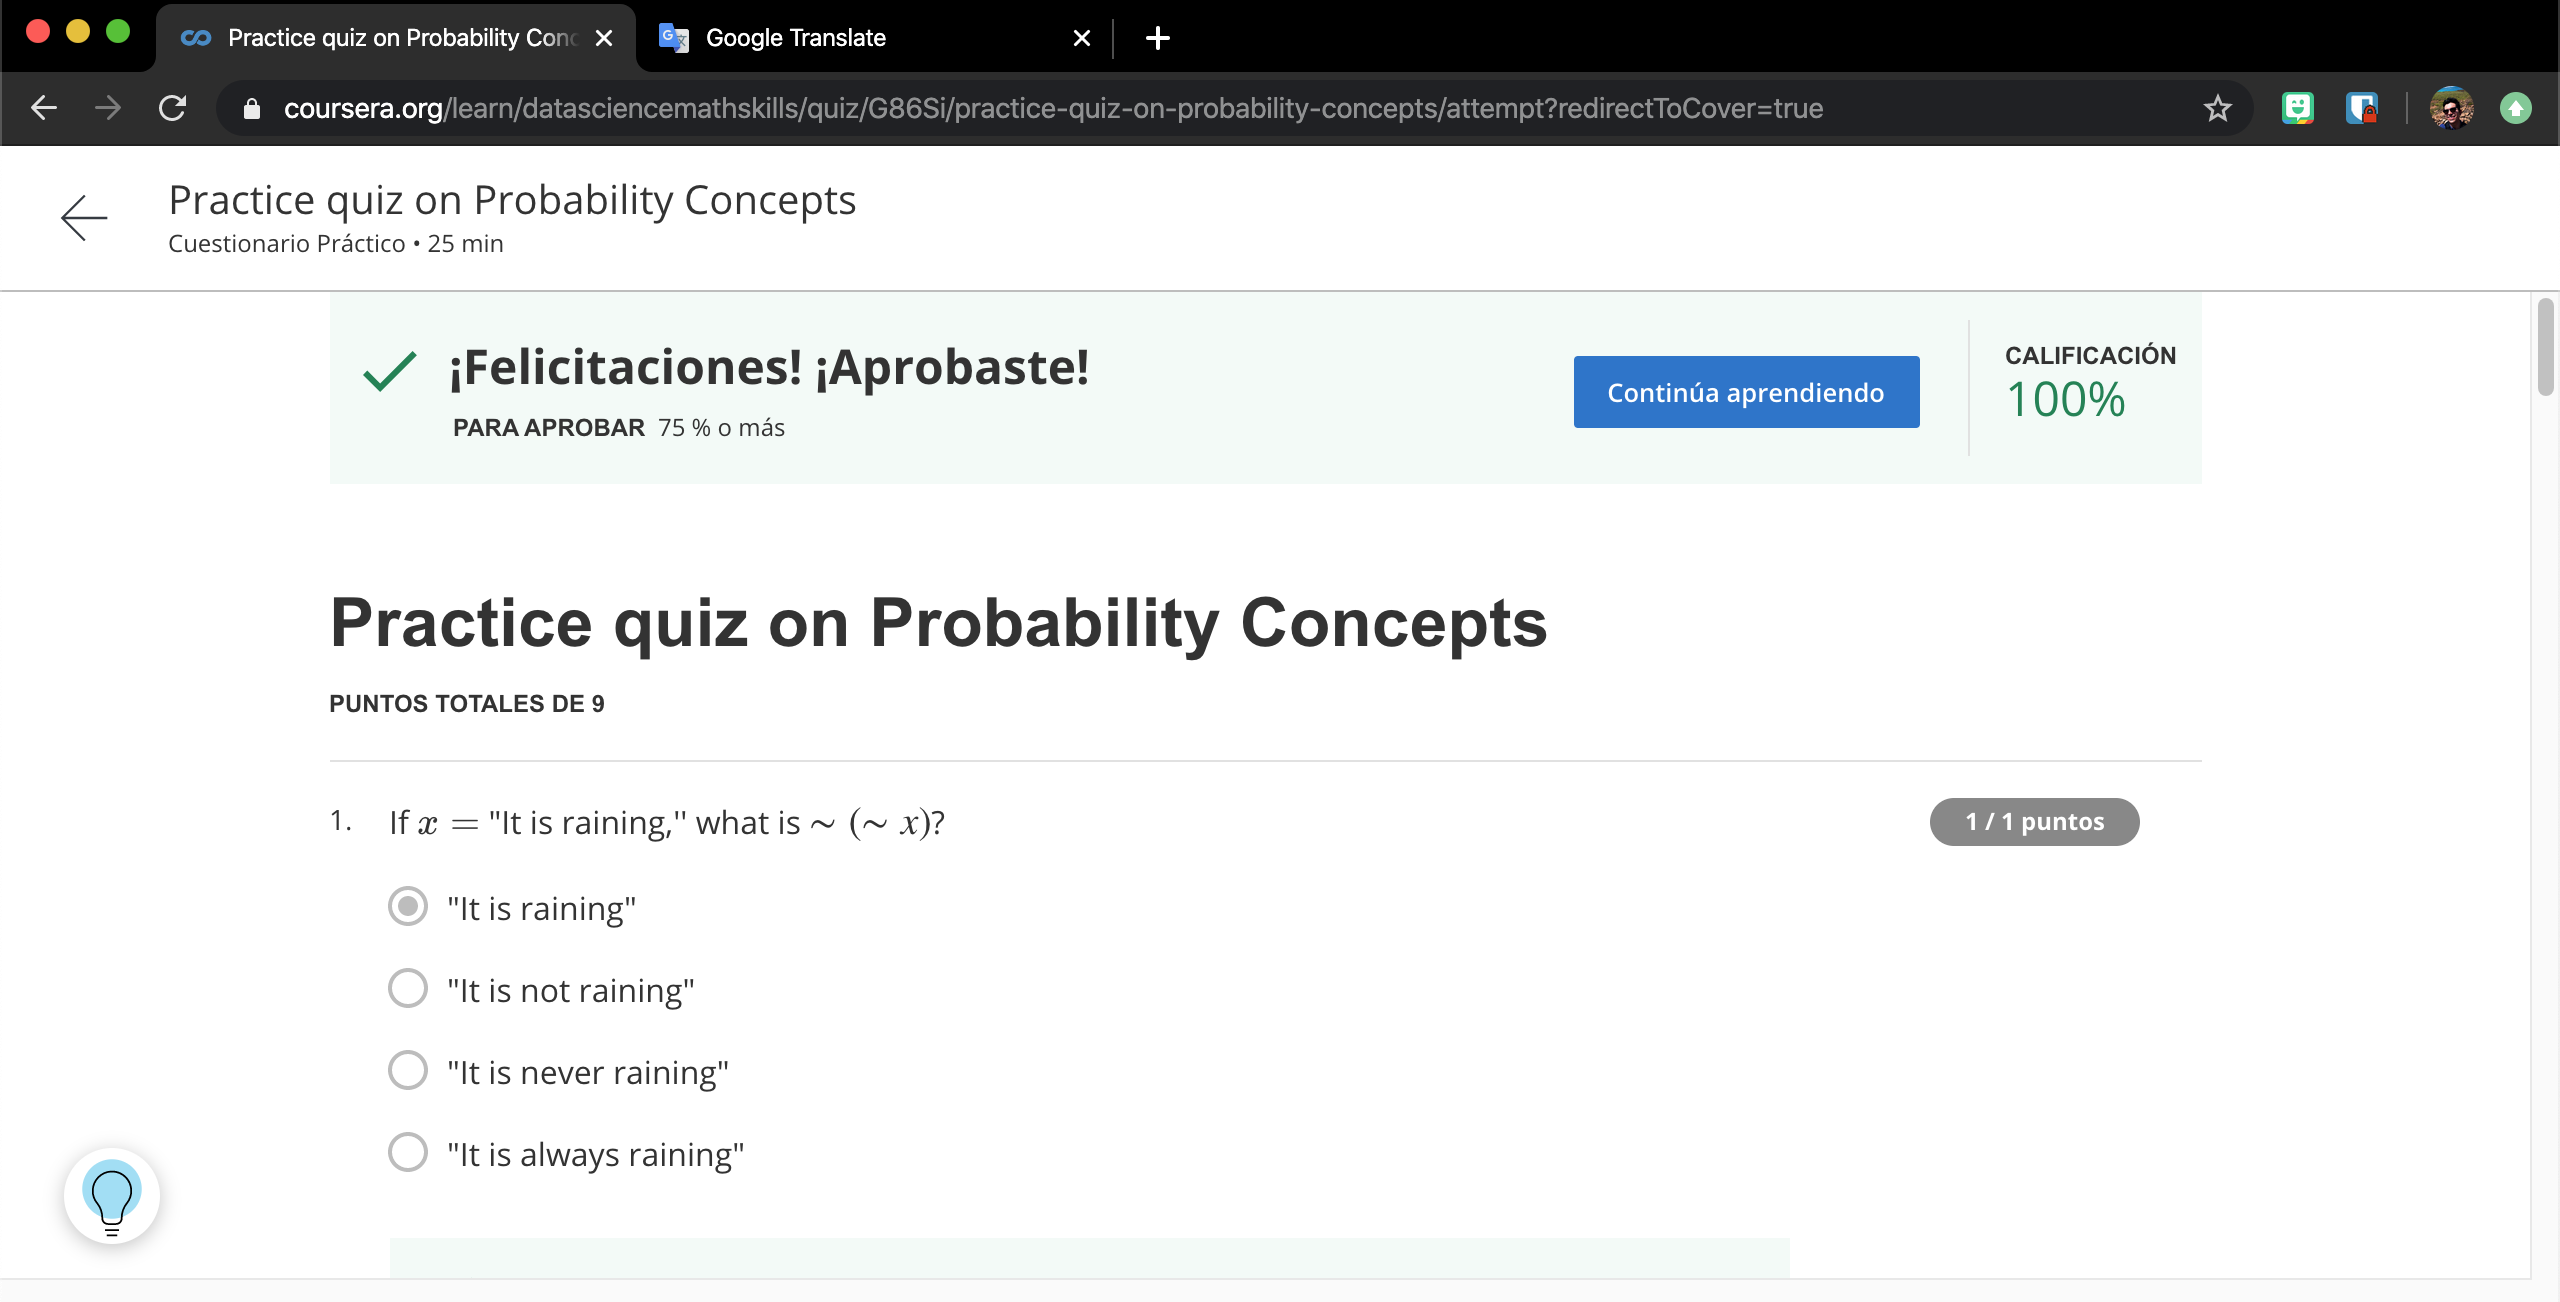 Practice quiz on Probability Conc
Google Translate
coursera.org/learn/datasciencemathskills/quiz/G86Si/practice-quiz-on-probability-concepts/attempt?redirectToCover=true
Practice quiz on Probability Concepts
Cuestionario Práctico • 25 min
¡Felicitaciones! ¡Aprobaste!
PARA APROBAR 75 % o más
Continúa aprendiendo
CALIFICACIÓN
100%
Practice quiz on Probability Concepts
PUNTOS TOTALES DE 9
1. If x = "It is raining,'' what is ∼ (∼ x)?
1 / 1 puntos
"It is raining"
"It is not raining"
"It is never raining"
"It is always raining"